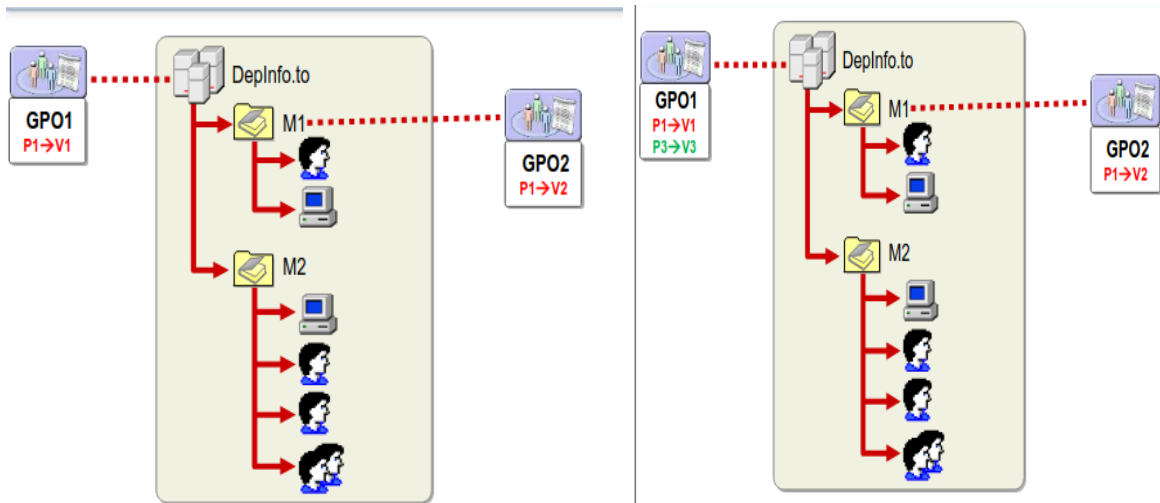 DepInfo.to
GPO1
P1→V1
M1
GPO2
P1→V2
M2
DepInfo.to
GPO1
P1→V1
P3→V3
M1
GPO2
P1→V2
M2